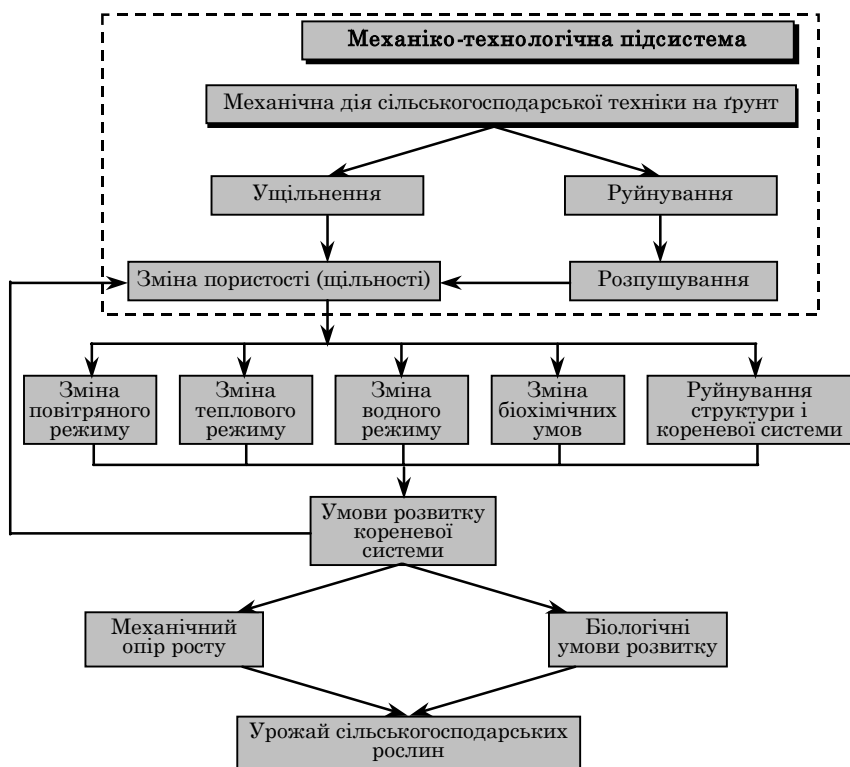 Механіко-технологічна підсистема
Механічна дія сільськогосподарської техніки на ґрунт
Ущільнення
Руйнування
Зміна пористості (щільності)
Розпушування
Зміна
повітряного
режиму
Зміна
теплового
режиму
Зміна
водного
режиму
Зміна
біохімічних
умов
Руйнування
структури і
кореневої системи
Умови розвитку
кореневої
системи
Механічний
опір росту
Біологічні
умови розвитку
Урожай сільськогосподарських
рослин